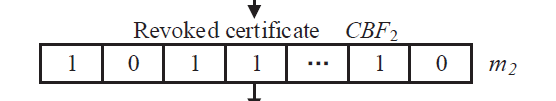 Revoked certificate CBF₂
1 0 1 1 ... 1 0 m₂